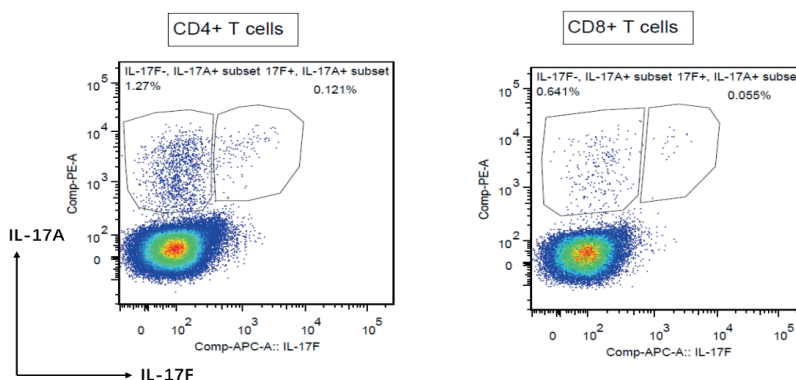 CD4+ T cells
IL-17F-, IL-17A+ subset 17F+, IL-17A+ subset
1.27%
0.121%
10^5
10^4
10^3
10^2
0
Comp-PE-A
0
10^2
10^3
10^4
10^5
Comp-APC-A:: IL-17F
CD8+ T cells
IL-17F-, IL-17A+ subset 17F+, IL-17A+ subset
0.641%
0.055%
10^5
10^4
10^3
10^2
0
Comp-PE-A
0
10^2
10^3
10^4
10^5
Comp-APC-A:: IL-17F
IL-17A
IL-17F